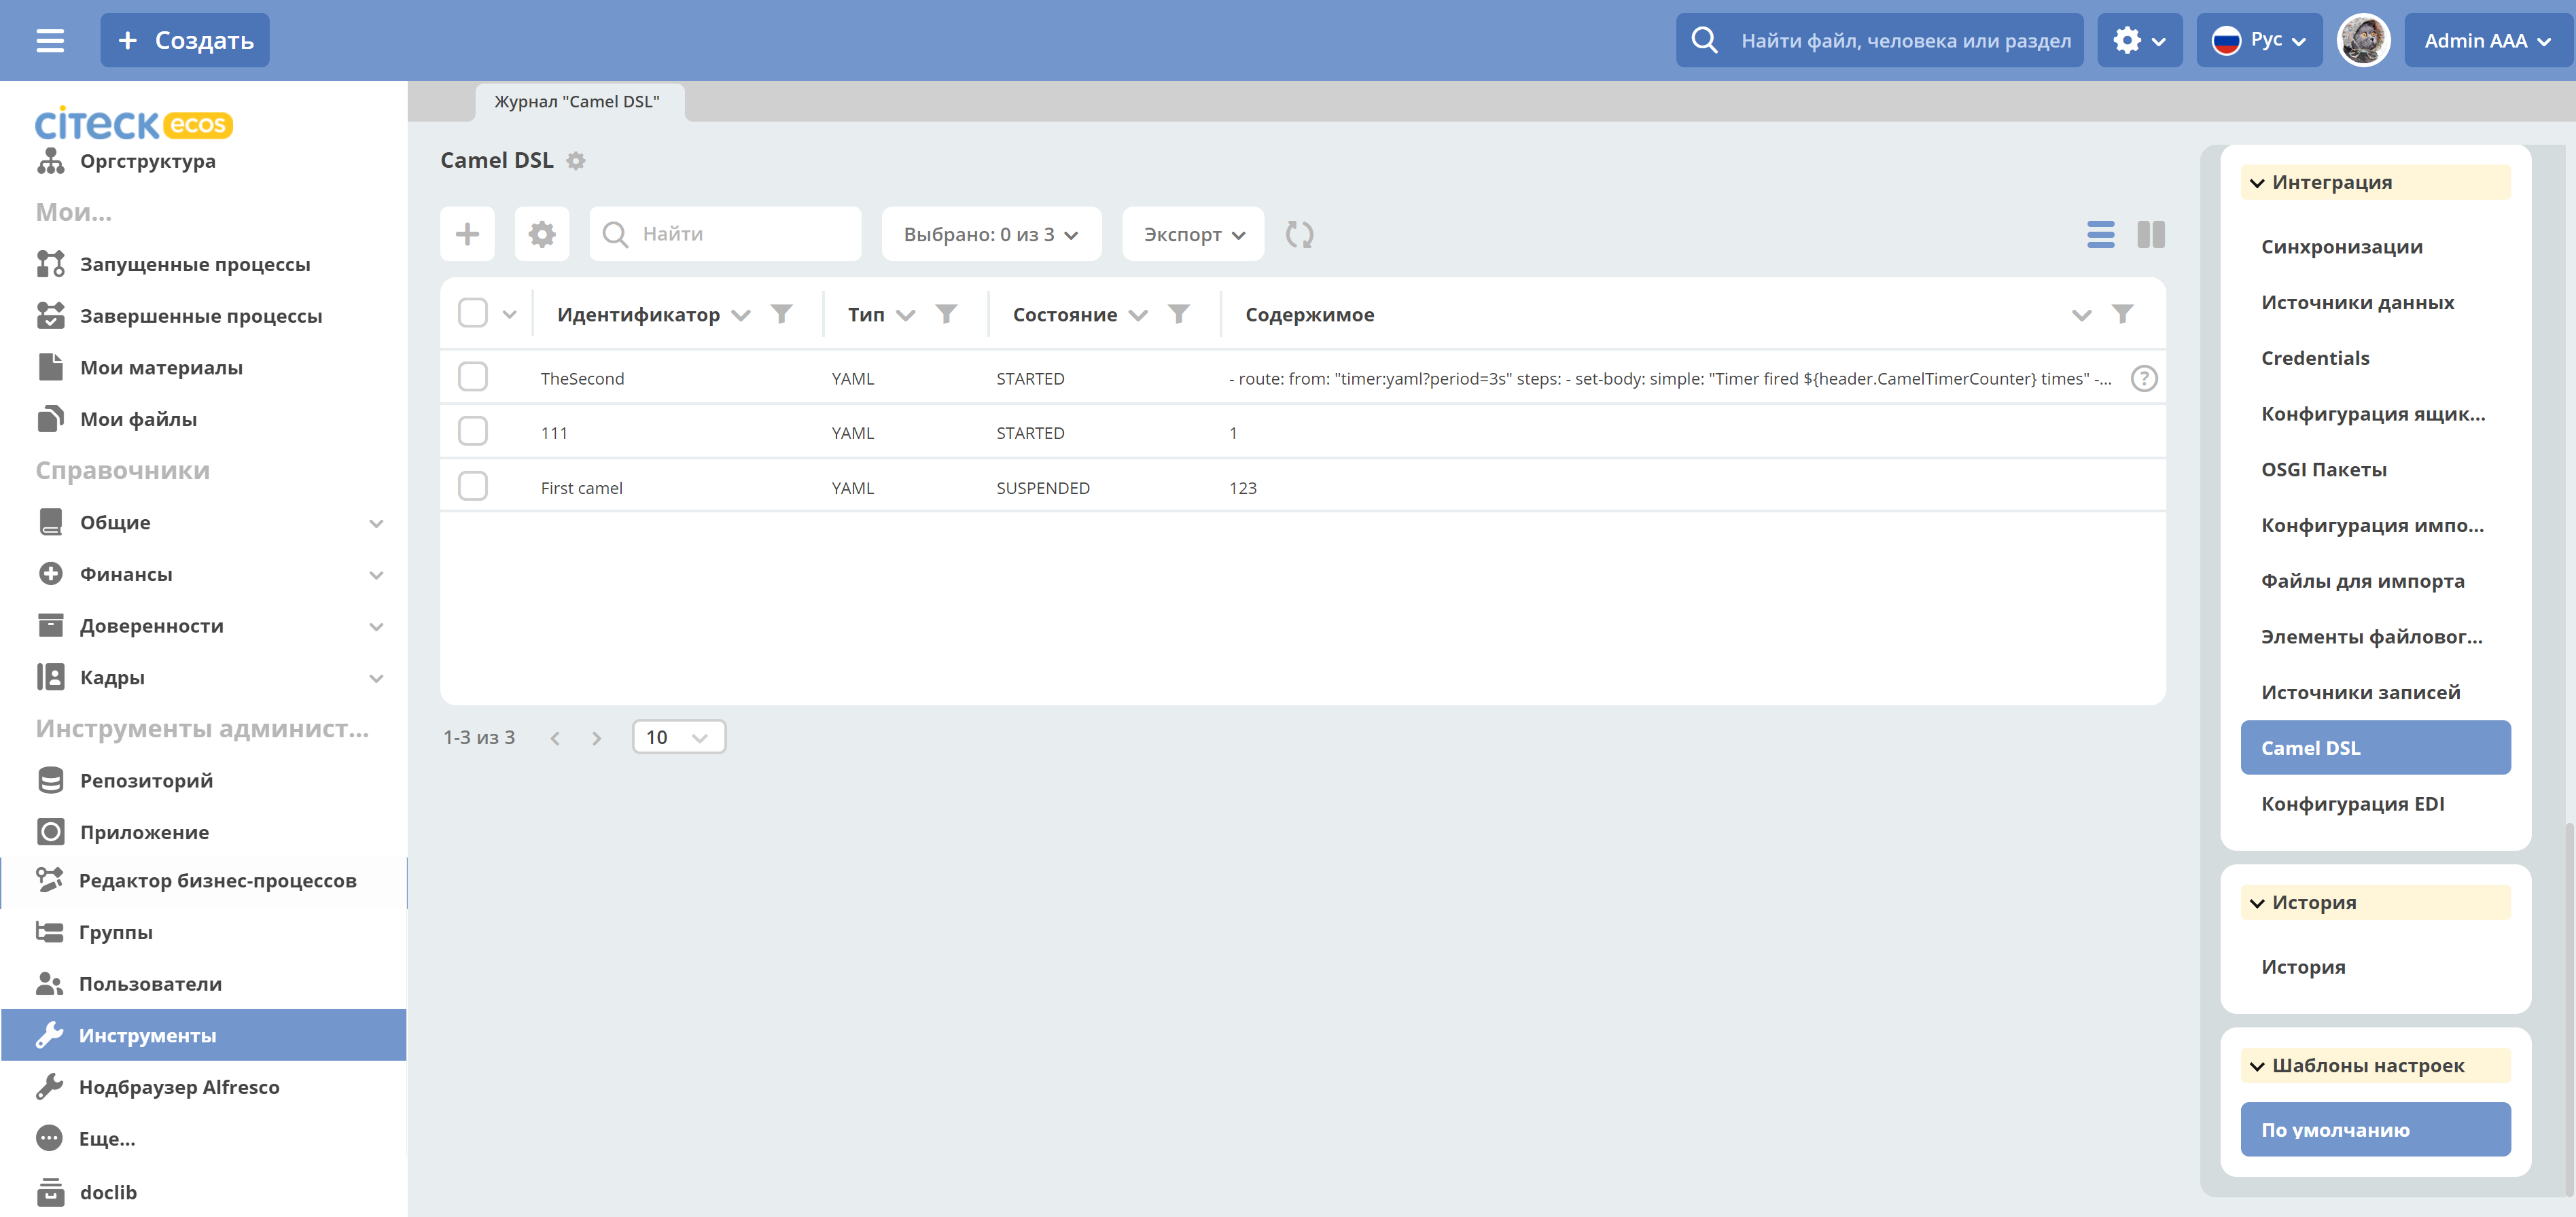 Создать
Найти файл, человека или раздел
Рус
Admin AAA
citeck ecos
Оргструктура
Мои...
Запущенные процессы
Завершенные процессы
Мои материалы
Мои файлы
Справочники
Общие
Финансы
Доверенности
Кадры
Инструменты админист...
Репозиторий
Приложение
Редактор бизнес-процессов
Группы
Пользователи
Инструменты
Нодбраузер Alfresco
Еще...
doclib
Журнал "Camel DSL"
Camel DSL
Найти
Выбрано: 0 из 3
Экспорт
Идентификатор Тип Состояние Содержимое
TheSecond YAML STARTED - route: from: "timer:yaml?period=3s" steps: - set-body: simple: "Timer fired ${header.CamelTimerCounter} times" -... ?
111 YAML STARTED 1
First camel YAML SUSPENDED 123
1-3 из 3
10
Интеграция
Синхронизации
Источники данных
Credentials
Конфигурация ящик...
OSGI Пакеты
Конфигурация импо...
Файлы для импорта
Элементы файловог...
Источники записей
Camel DSL
Конфигурация EDI
История
История
Шаблоны настроек
По умолчанию